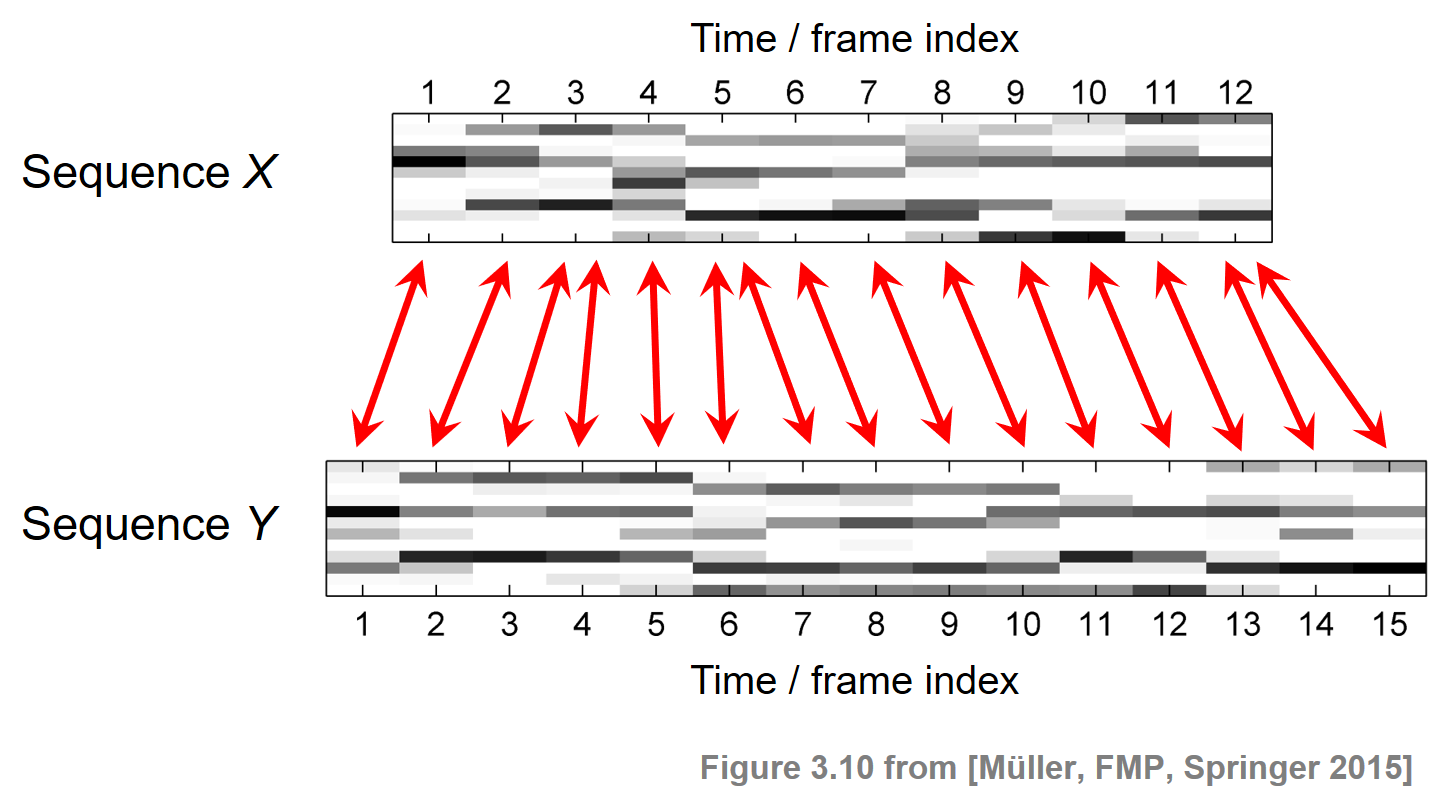 Time / frame index
1 2 3 4 5 6 7 8 9 10 11 12
Sequence X
Sequence Y
1 2 3 4 5 6 7 8 9 10 11 12 13 14 15
Time / frame index
Figure 3.10 from [Müller, FMP, Springer 2015]